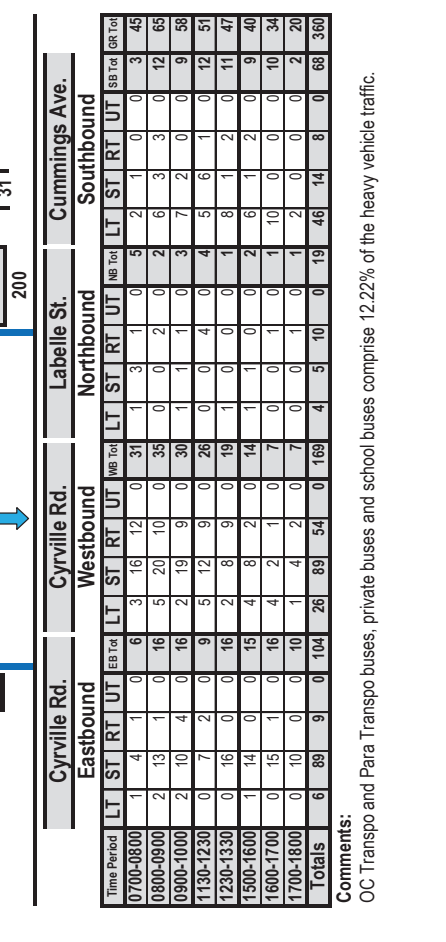 200
31
Cyrville Rd. Cyrville Rd. Labelle St. Cummings Ave.
Eastbound Westbound Northbound Southbound
Time Period LT ST RT UT EB Tot LT ST RT UT WB Tot LT ST RT UT NB Tot LT ST RT UT SB Tot GR Tot
0700-0800 1 4 1 0 6 3 16 12 0 31 1 3 1 0 5 2 1 0 0 3 45
0800-0900 2 13 1 0 16 5 20 10 0 35 0 0 2 0 2 6 3 3 0 12 65
0900-1000 2 10 4 0 16 2 19 9 0 30 1 1 1 0 3 7 2 0 0 9 58
1130-1230 0 7 2 0 9 5 12 9 0 26 0 0 4 0 4 5 6 1 0 12 51
1230-1330 0 16 0 0 16 2 8 9 0 19 1 0 0 0 1 8 1 2 0 11 47
1500-1600 1 14 0 0 15 4 8 2 0 14 1 1 0 0 2 6 1 2 0 9 40
1600-1700 0 15 1 0 16 4 2 1 0 7 0 0 1 0 1 10 0 0 0 10 34
1700-1800 0 10 0 0 10 1 4 2 0 7 0 0 1 0 1 2 0 0 0 2 20
Totals 6 89 9 0 104 26 89 54 0 169 4 5 10 0 19 46 14 8 0 68 360
Comments:
OC Transpo and Para Transpo buses, private buses and school buses comprise 12.22% of the heavy vehicle traffic.